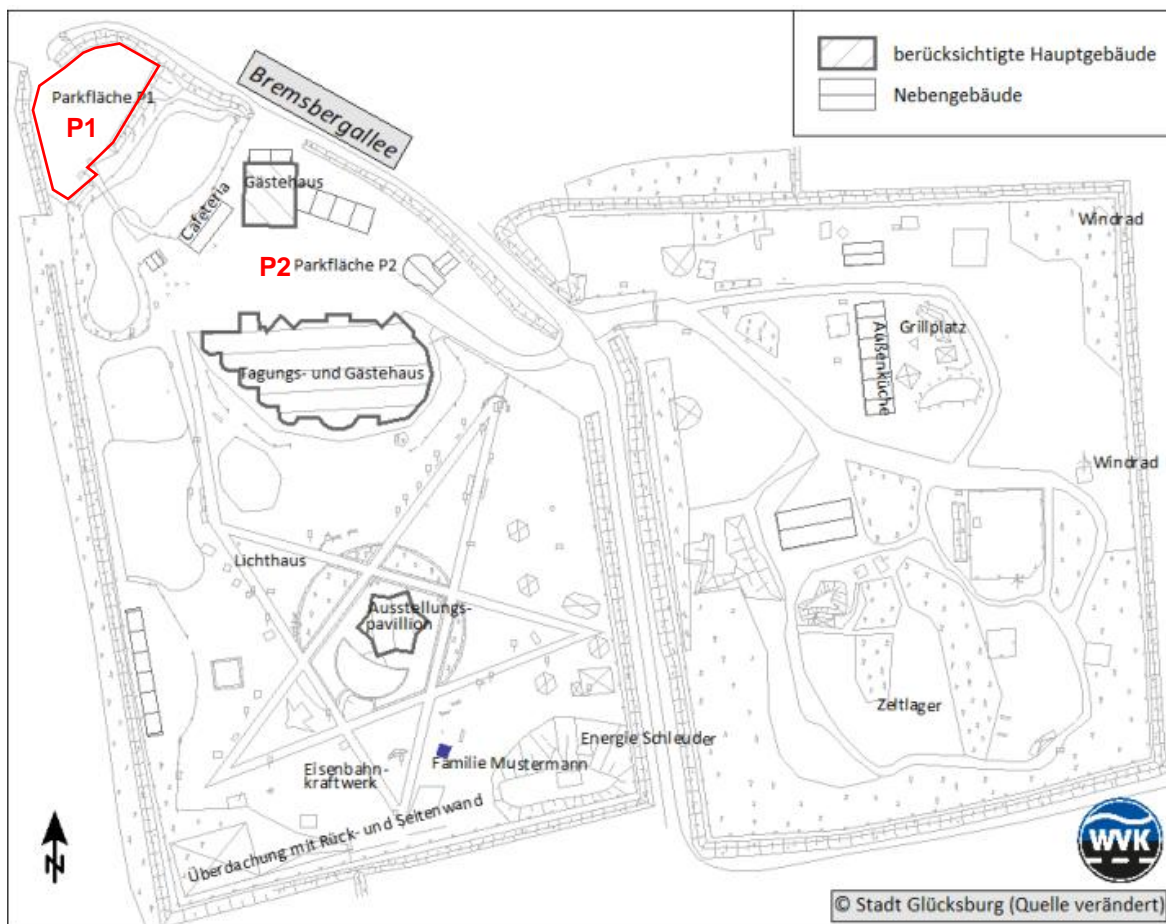 berücksichtigte Hauptgebäude
Nebengebäude
Parkfläche P1
P1
Bremsbergallee
Gästehaus
Cafeteria
P2 Parkfläche P2
Windrad
Grillplatz
Außenküche
Tagungs- und Gästehaus
Windrad
Lichthaus
Ausstellungs-
pavillion
Zeltlager
Energie Schleuder
Familie Mustermann
Eisenbahn-
kraftwerk
Überdachung mit Rück- und Seitenwand
N
WVK
© Stadt Glücksburg (Quelle verändert)